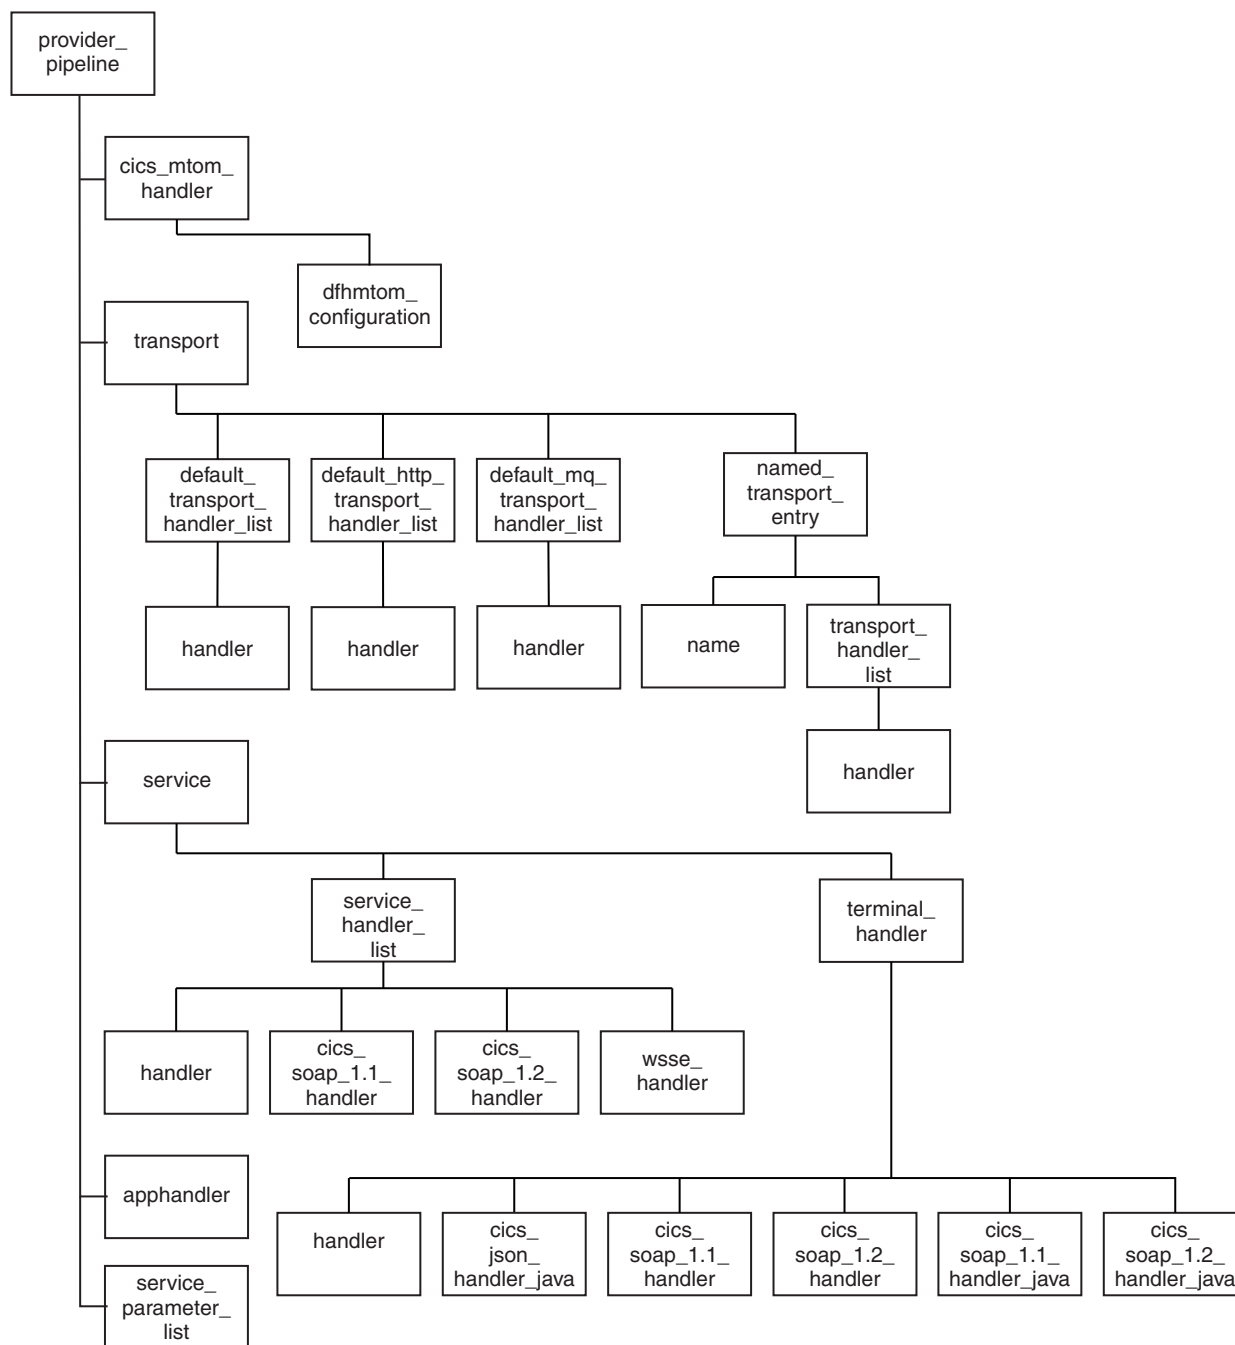 provider_
pipeline
cics_mtom_
handler
dfhmtom_
configuration
transport
default_
transport_
handler_list
default_http_
transport_
handler_list
default_mq_
transport_
handler_list
named_
transport_
entry
handler
handler
handler
name
transport_
handler_
list
handler
service
service_
handler_
list
terminal_
handler
handler
cics_
soap_1.1_
handler
cics_
soap_1.2_
handler
wsse_
handler
apphandler
handler
cics_
json_
handler_java
cics_
soap_1.1_
handler
cics_
soap_1.2_
handler
cics_
soap_1.1_
handler_java
cics_
soap_1.2_
handler_java
service_
parameter_
list